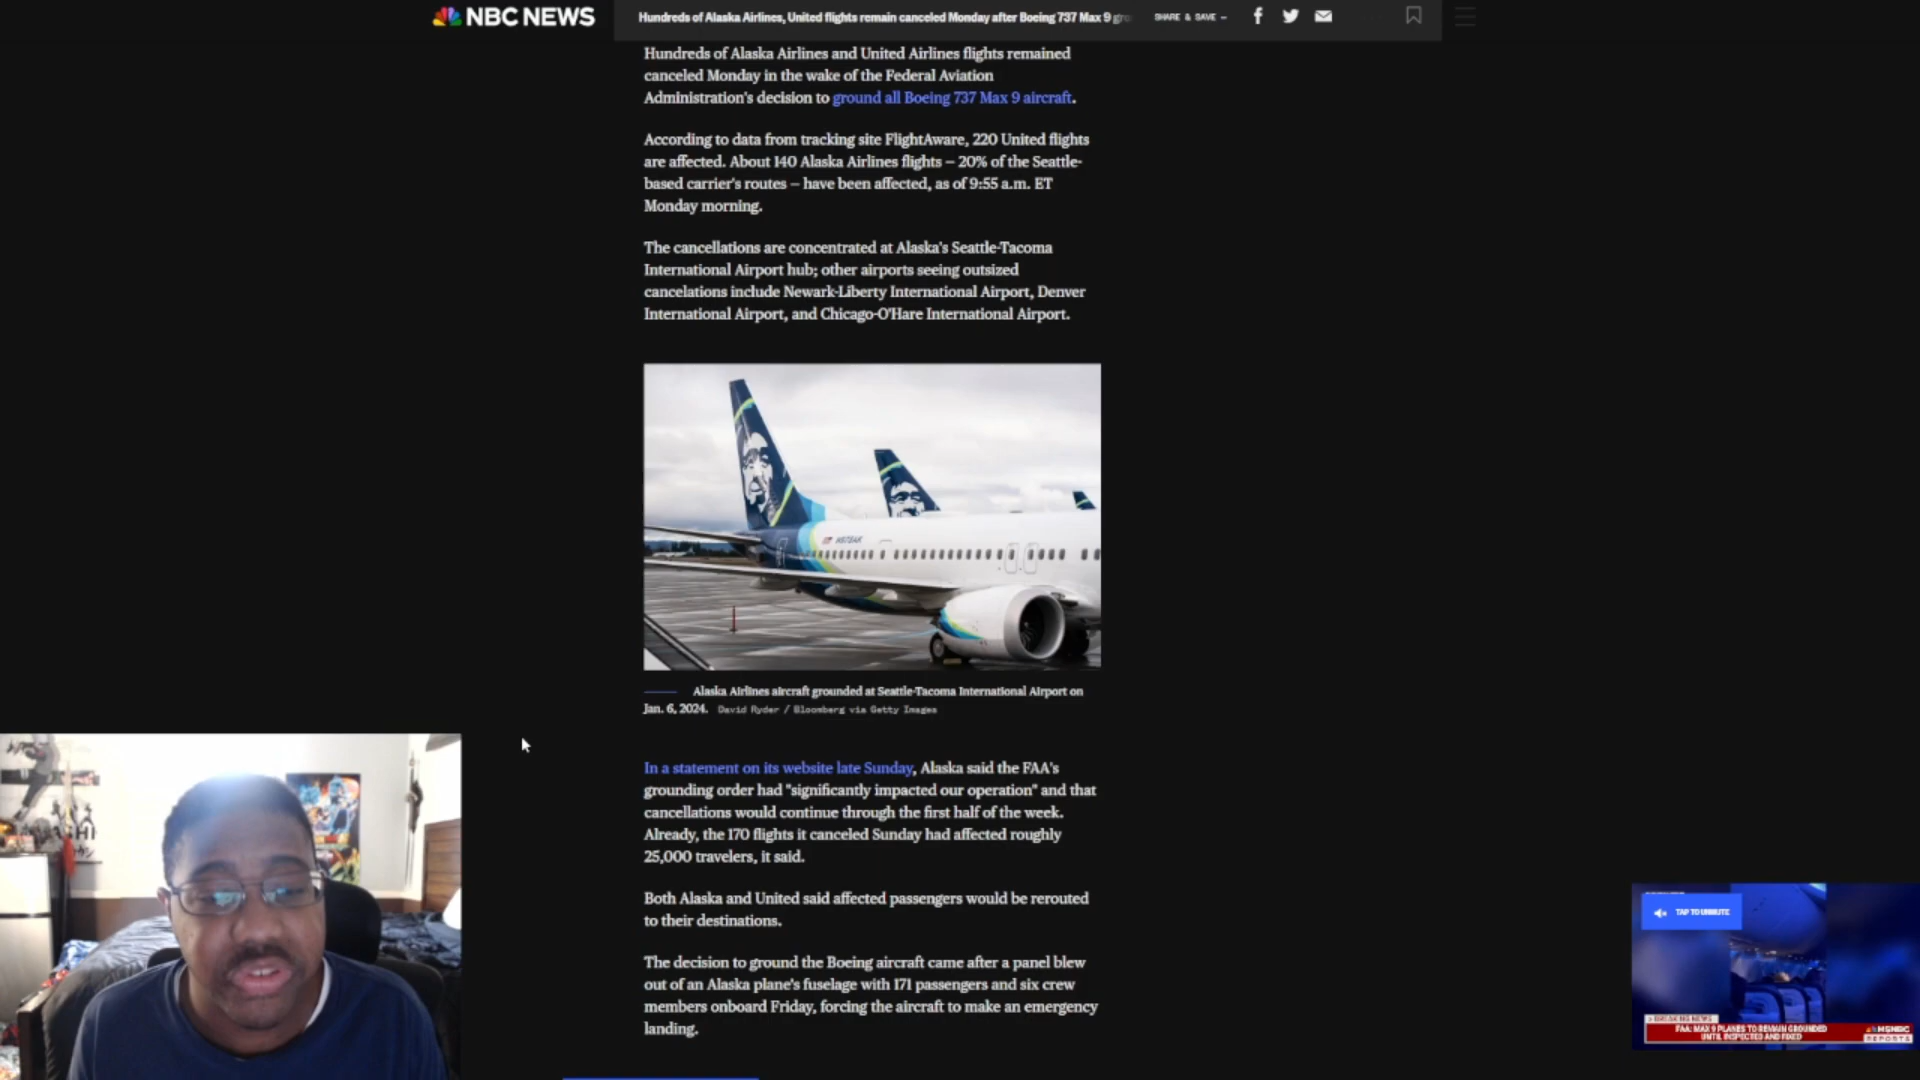 NBC NEWS
Hundreds of Alaska Airlines, United flights remain canceled Monday after Boeing 737 Max 9 gro
SHARE & SAVE –
Hundreds of Alaska Airlines and United Airlines flights remained
canceled Monday in the wake of the Federal Aviation
Administration's decision to ground all Boeing 737 Max 9 aircraft.
According to data from tracking site FlightAware, 220 United flights
are affected. About 140 Alaska Airlines flights — 20% of the Seattle-
based carrier's routes — have been affected, as of 9:55 a.m. ET
Monday morning.
The cancellations are concentrated at Alaska's Seattle-Tacoma
International Airport hub; other airports seeing outsized
cancelations include Newark-Liberty International Airport, Denver
International Airport, and Chicago-O'Hare International Airport.
Alaska Airlines aircraft grounded at Seattle-Tacoma International Airport on
Jan. 6, 2024. David Ryder / Bloomberg via Getty Images
In a statement on its website late Sunday, Alaska said the FAA's
grounding order had "significantly impacted our operation" and that
cancellations would continue through the first half of the week.
Already, the 170 flights it canceled Sunday had affected roughly
25,000 travelers, it said.
Both Alaska and United said affected passengers would be rerouted
to their destinations.
The decision to ground the Boeing aircraft came after a panel blew
out of an Alaska plane's fuselage with 171 passengers and six crew
members onboard Friday, forcing the aircraft to make an emergency
landing.
TAP TO UNMUTE
BREAKING NEWS
FAA: MAX 9 PLANES TO REMAIN GROUNDED
UNTIL INSPECTED AND FIXED
MSNBC
REPORTS